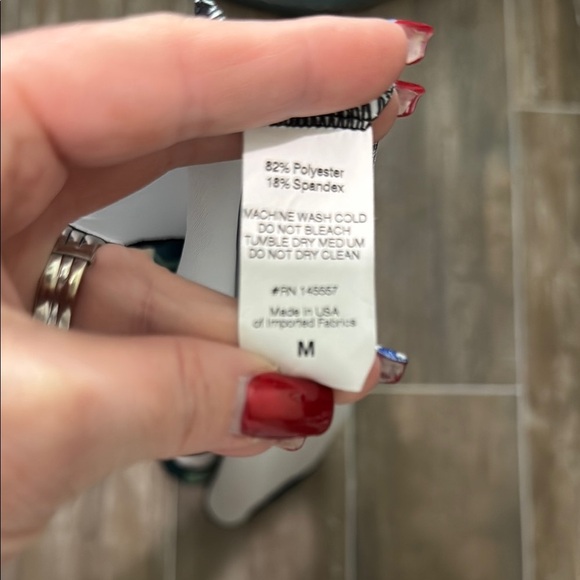 82% Polyester
18% Spandex
MACHINE WASH COLD
DO NOT BLEACH
TUMBLE DRY MEDIUM
DO NOT DRY CLEAN
#RN 145557
Made in USA
of Imported Fabrics
M